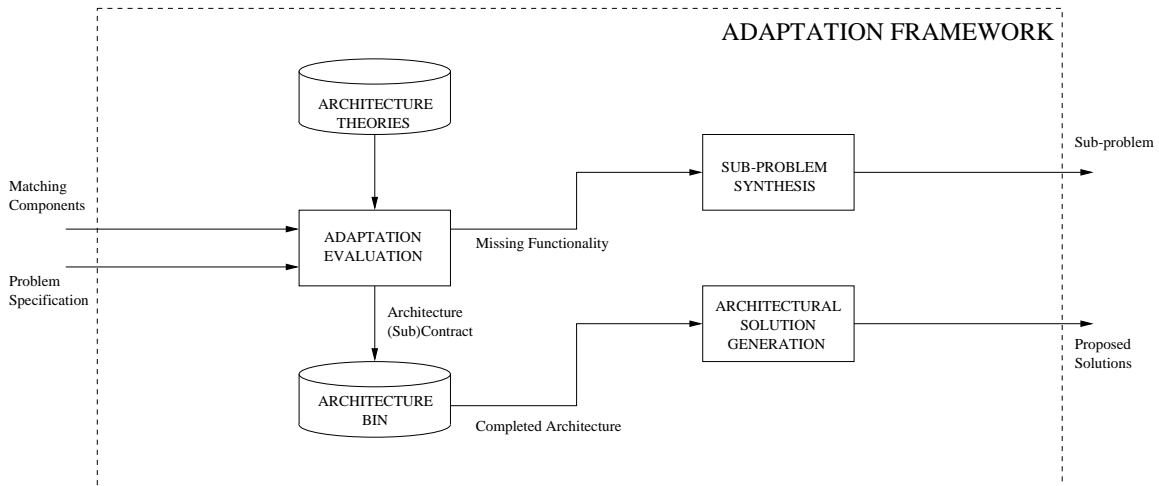 ADAPTATION FRAMEWORK
ARCHITECTURE
THEORIES
Sub-problem
SUB-PROBLEM
SYNTHESIS
Matching
Components
ADAPTATION
EVALUATION
Missing Functionality
Problem
Specification
Architecture
(Sub)Contract
ARCHITECTURAL
SOLUTION
GENERATION
Proposed
Solutions
ARCHITECTURE
BIN
Completed Architecture